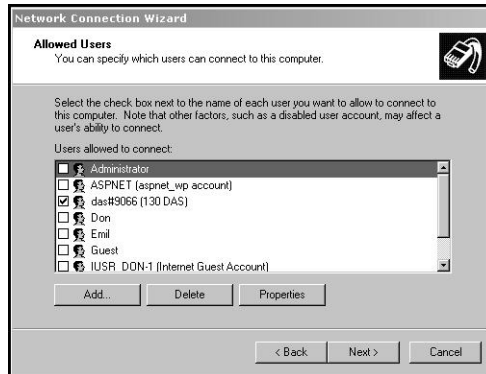 Network Connection Wizard
Allowed Users
You can specify which users can connect to this computer.
Select the check box next to the name of each user you want to allow to connect to
this computer. Note that other factors, such as a disabled user account, may affect a
user's ability to connect.
Users allowed to connect:
Administrator
ASPNET (aspnet_wp account)
das#9066 (130 DAS)
Don
Emil
Guest
IUSR_DON-1 (Internet Guest Account)
Add...
Delete
Properties
< Back
Next >
Cancel